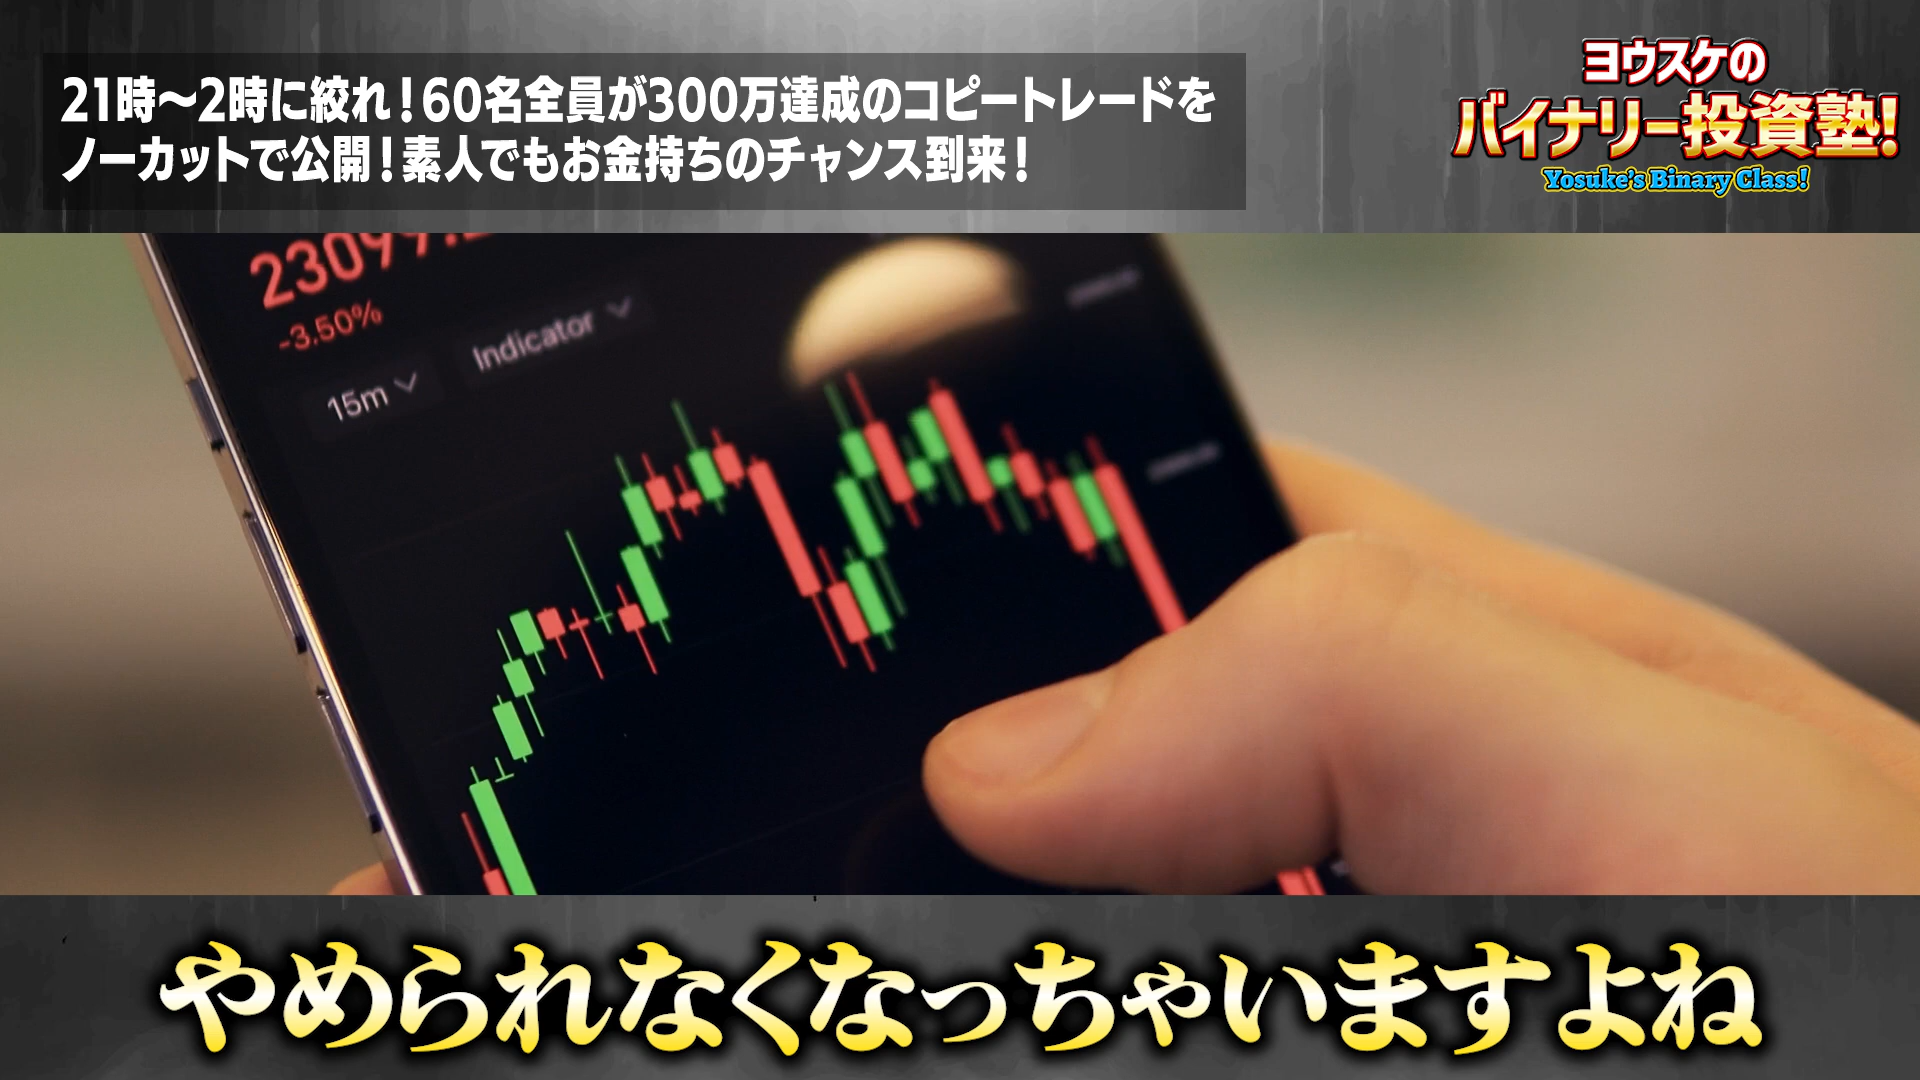 21時〜2時に絞れ！60名全員が300万達成のコピートレードを
ノーカットで公開！素人でもお金持ちのチャンス到来！
ヨウスケの
バイナリー投資塾！
Yosuke's Binary Class!
-3.50%
15m
Indicator
やめられなくなっちゃいますよね